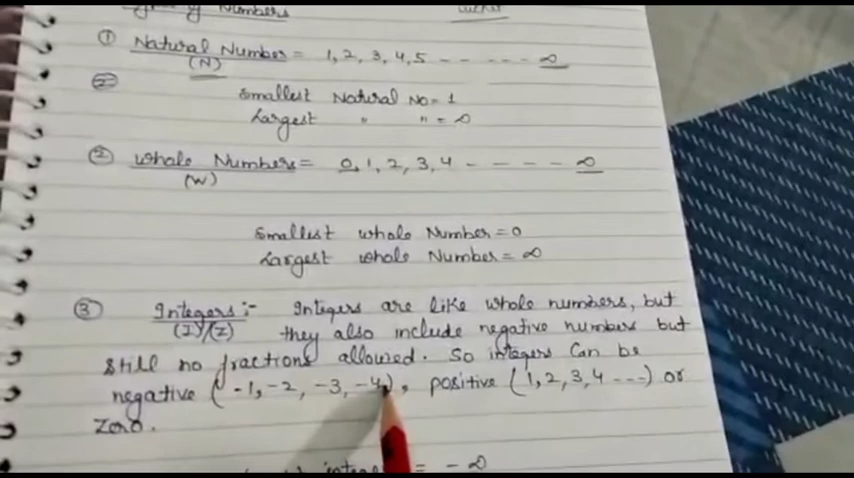 of Numbers
① Natural Number = 1, 2, 3, 4, 5 - - - - - - ∞
(N)
②
Smallest Natural No = 1
Largest " " = ∞
② Whole Numbers = 0, 1, 2, 3, 4 - - - - - ∞
(W)
Smallest whole Number = 0
Largest whole Number = ∞
③ Integers :- Integers are like whole numbers, but
(I)/(Z) they also include negative numbers but
still no fractions allowed. So integers can be
negative (-1, -2, -3, -4), positive (1, 2, 3, 4 ---) or
Zero.
= - ∞